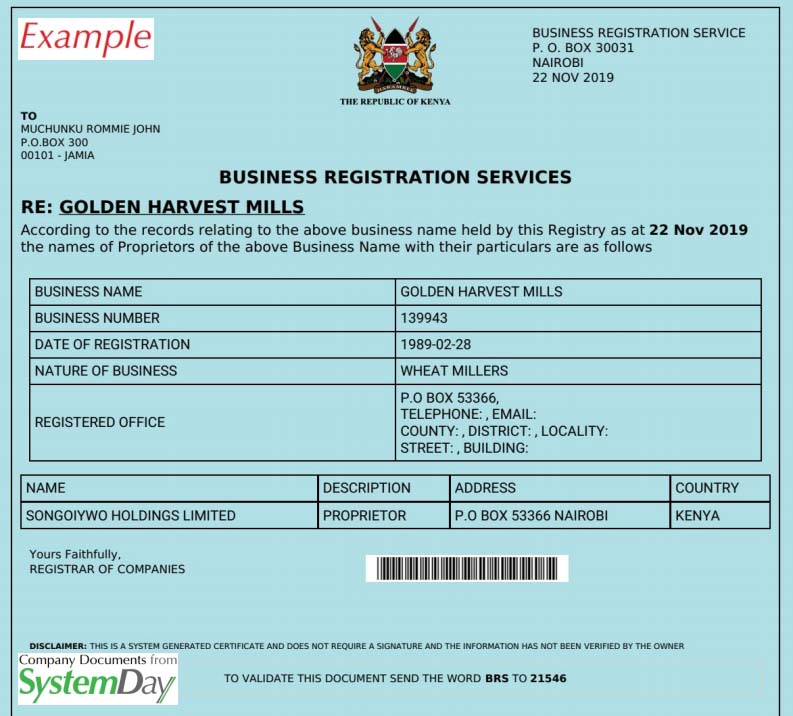 Example
BUSINESS REGISTRATION SERVICE
P. O. BOX 30031
NAIROBI
22 NOV 2019
HARAMBEE
THE REPUBLIC OF KENYA
TO
MUCHUNKU ROMMIE JOHN
P.O.BOX 300
00101 - JAMIA
BUSINESS REGISTRATION SERVICES
RE: GOLDEN HARVEST MILLS
According to the records relating to the above business name held by this Registry as at 22 Nov 2019
the names of Proprietors of the above Business Name with their particulars are as follows
BUSINESS NAME GOLDEN HARVEST MILLS
BUSINESS NUMBER 139943
DATE OF REGISTRATION 1989-02-28
NATURE OF BUSINESS WHEAT MILLERS
REGISTERED OFFICE
P.O BOX 53366,
TELEPHONE: , EMAIL:
COUNTY: , DISTRICT: , LOCALITY:
STREET: , BUILDING:
NAME DESCRIPTION ADDRESS COUNTRY
SONGOIYWO HOLDINGS LIMITED PROPRIETOR P.O BOX 53366 NAIROBI KENYA
Yours Faithfully,
REGISTRAR OF COMPANIES
DISCLAIMER: THIS IS A SYSTEM GENERATED CERTIFICATE AND DOES NOT REQUIRE A SIGNATURE AND THE INFORMATION HAS NOT BEEN VERIFIED BY THE OWNER
Company Documents from
SystemDay
TO VALIDATE THIS DOCUMENT SEND THE WORD BRS TO 21546